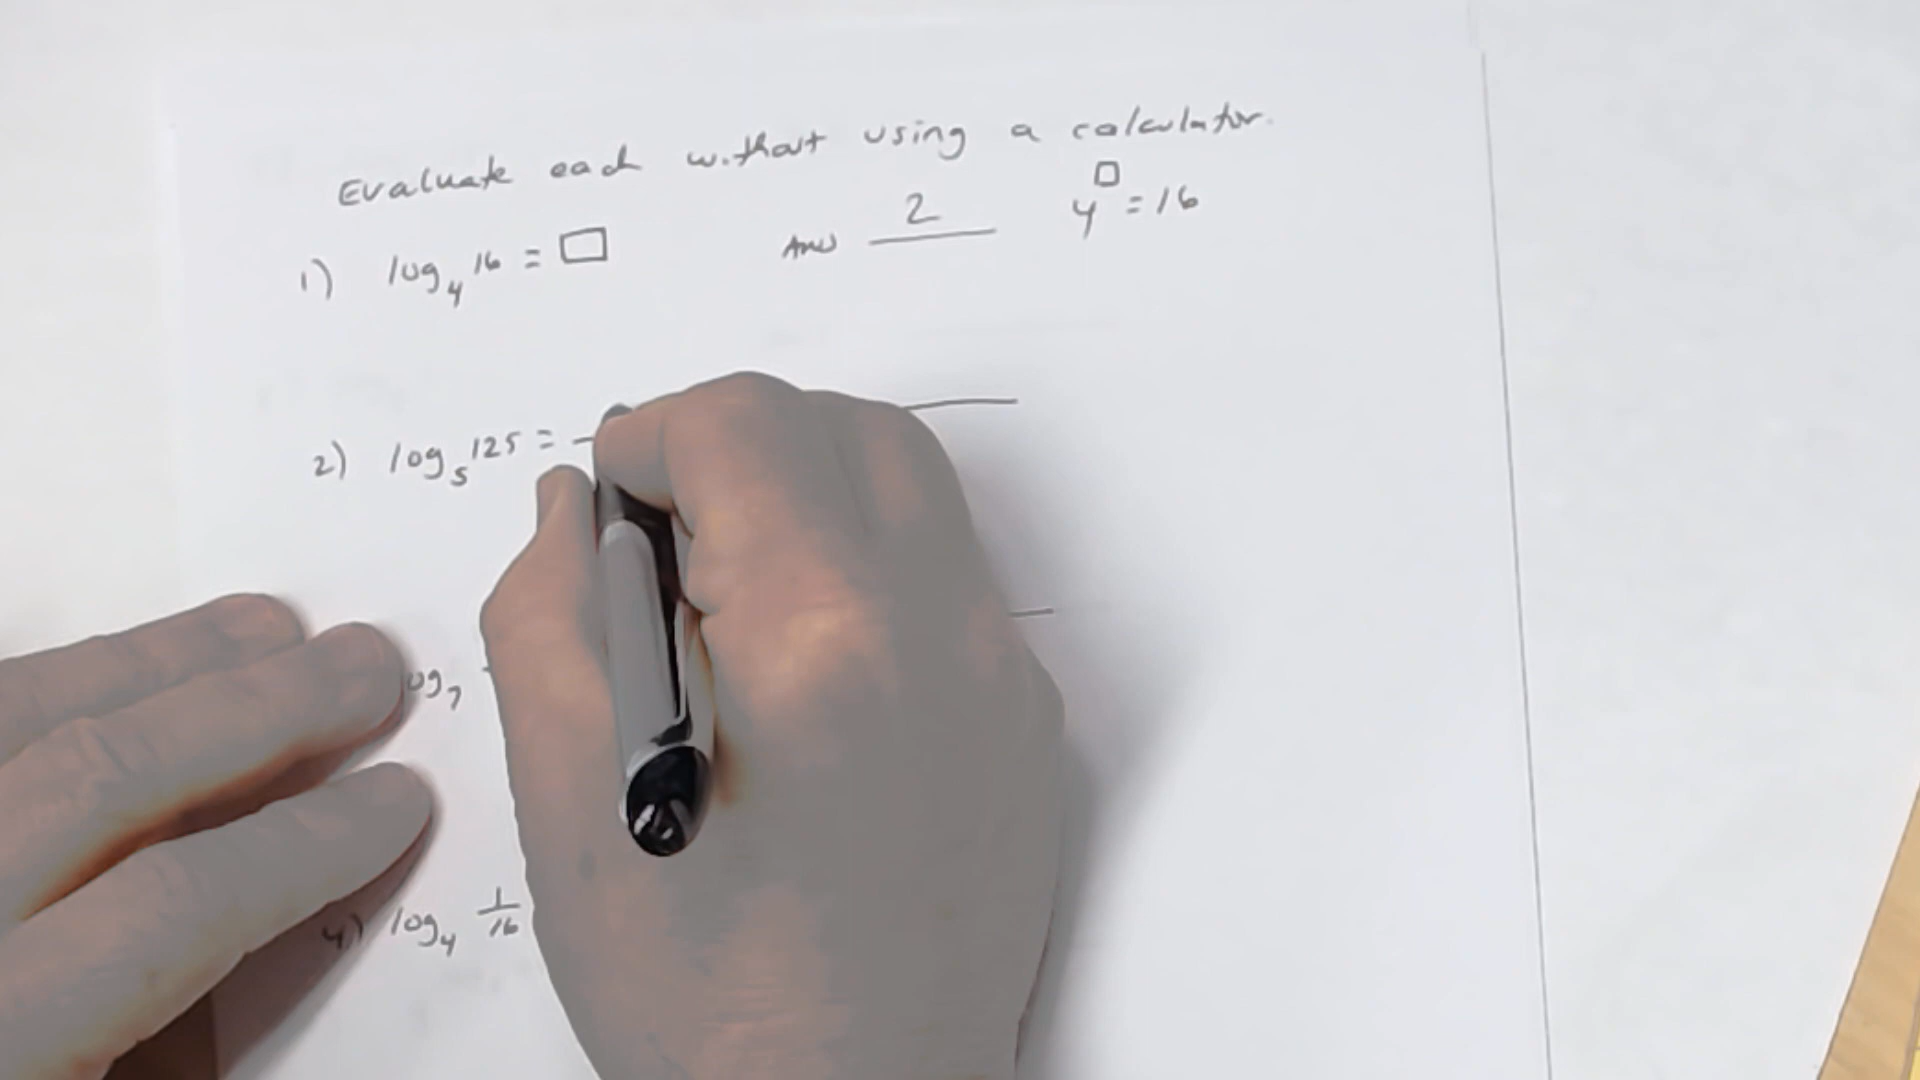 Evaluate each without using a calculator.
1) log₄ 16 = □ Ans 2 4^□ = 16
2) log₅ 125 =
og₇
4) log₄ 1/16